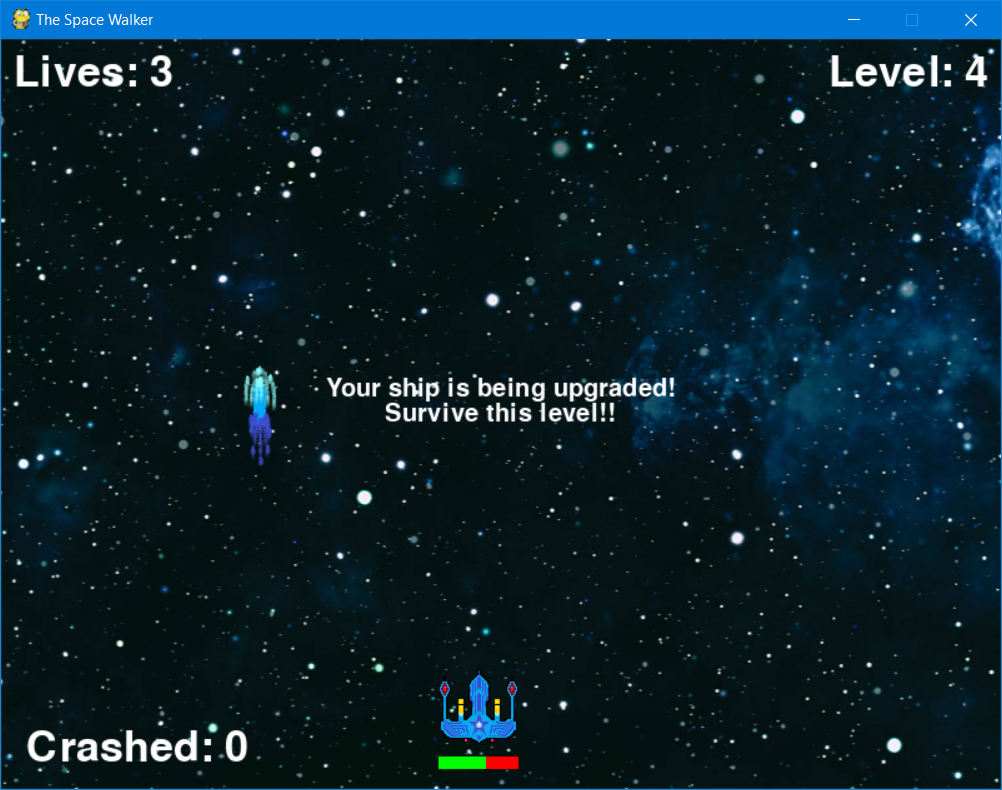 The Space Walker
Lives: 3
Level: 4
Your ship is being upgraded!
Survive this level!!
Crashed: 0